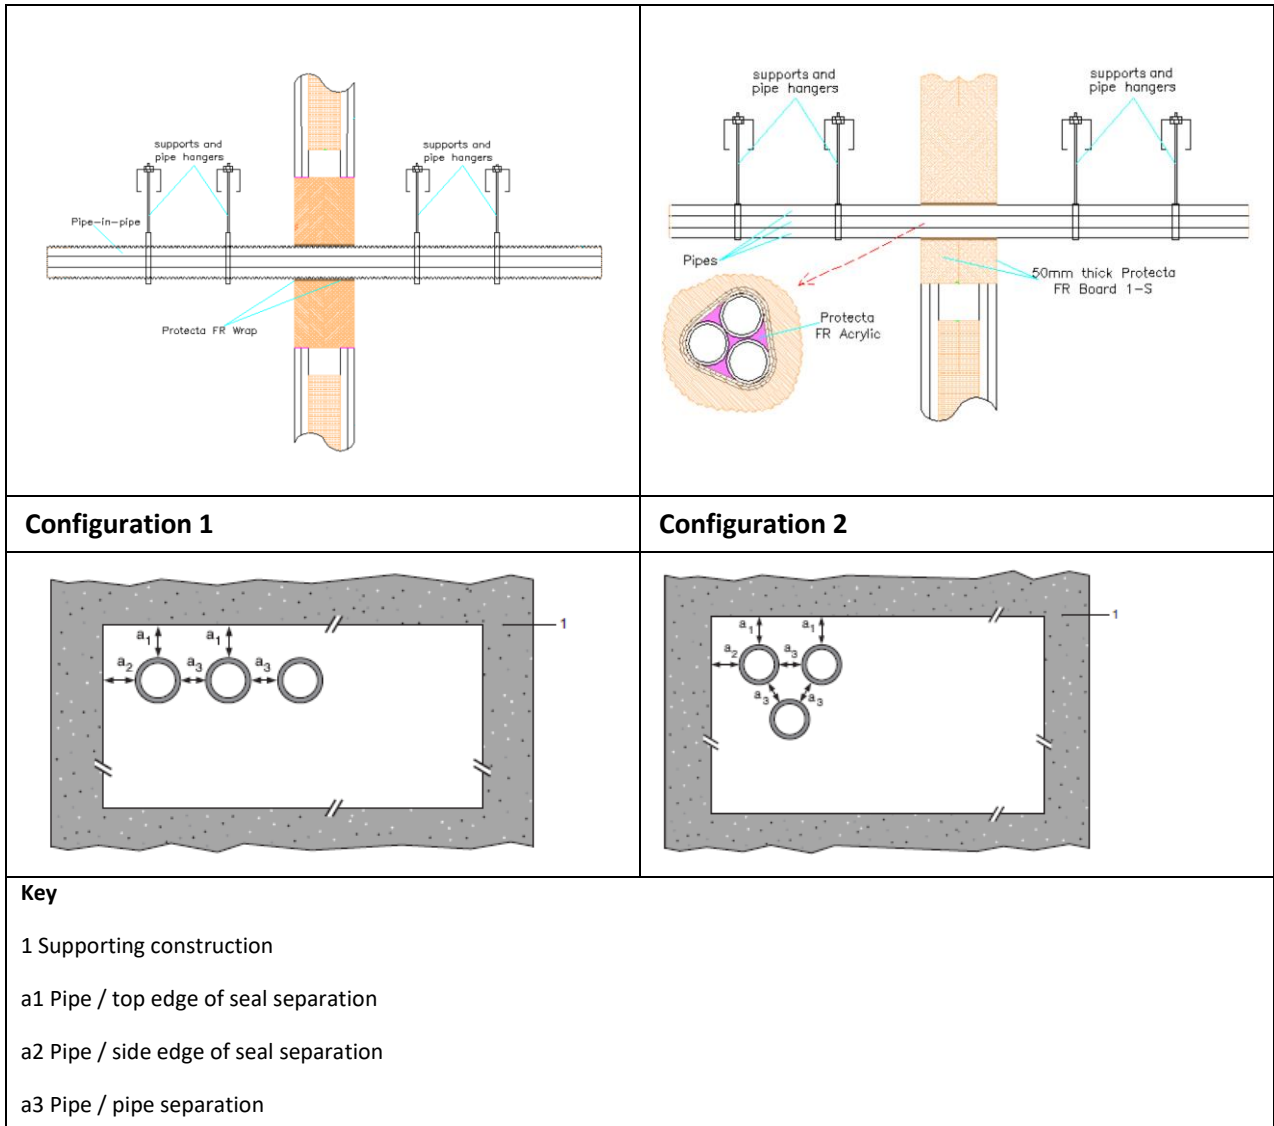 supports and
pipe hangers
supports and
pipe hangers
Pipe-in-pipe
Protecta FR Wrap
supports and
pipe hangers
supports and
pipe hangers
Pipes
50mm thick Protecta
FR Board 1-S
Protecta
FR Acrylic
Configuration 1
Configuration 2
1
a1
a1
a2
a3
a3
1
a1
a1
a2
a3
a3
a3
Key
1 Supporting construction
a1 Pipe / top edge of seal separation
a2 Pipe / side edge of seal separation
a3 Pipe / pipe separation